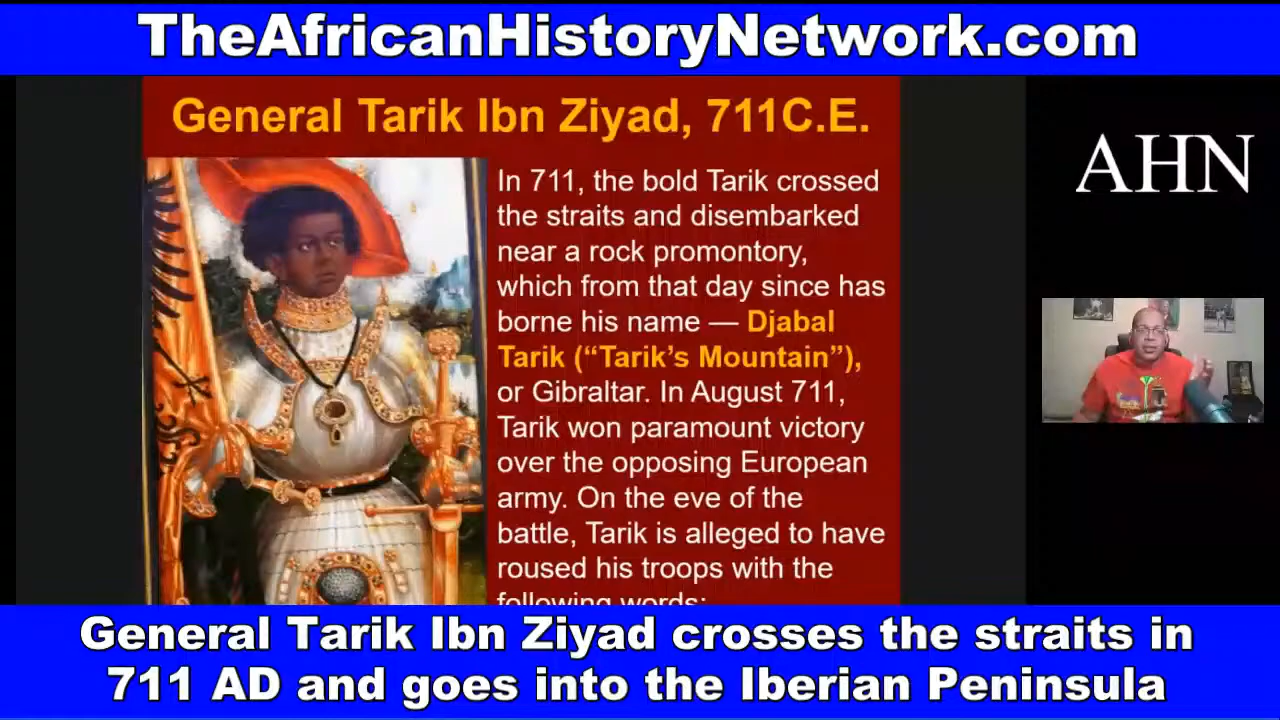 TheAfricanHistoryNetwork.com
General Tarik Ibn Ziyad, 711C.E.
In 711, the bold Tarik crossed
the straits and disembarked
near a rock promontory,
which from that day since has
borne his name — Djabal
Tarik (“Tarik’s Mountain”),
or Gibraltar. In August 711,
Tarik won paramount victory
over the opposing European
army. On the eve of the
battle, Tarik is alleged to have
roused his troops with the
following words:
AHN
General Tarik Ibn Ziyad crosses the straits in
711 AD and goes into the Iberian Peninsula